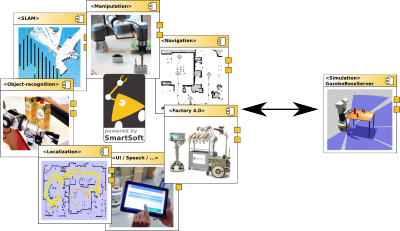 <Manipulation>
<SLAM>
<Navigation>
<Simulation>
GazeboBaseServer
<Object-recognition>
powered by
SmartSoft
<Factory 4.0>
<Localization>
<UI / Speech / ...>